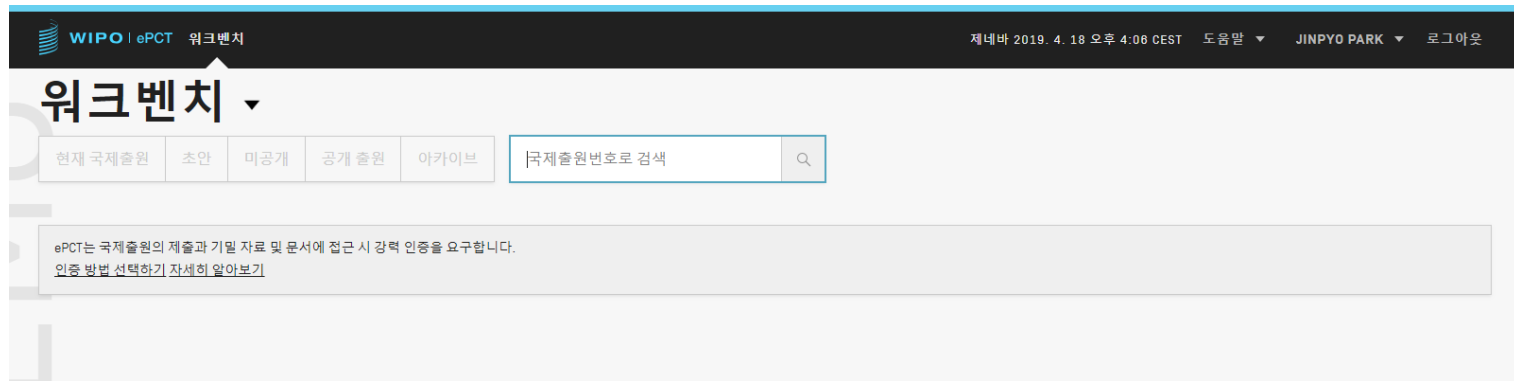 WIPO | ePCT 워크벤치 제네바 2019. 4. 18 오후 4:06 CEST 도움말 JINPYO PARK 로그아웃
워크벤치
현재 국제출원 초안 미공개 공개 출원 아카이브 국제출원번호로 검색
ePCT는 국제출원의 제출과 기밀 자료 및 문서에 접근 시 강력 인증을 요구합니다.
인증 방법 선택하기 자세히 알아보기